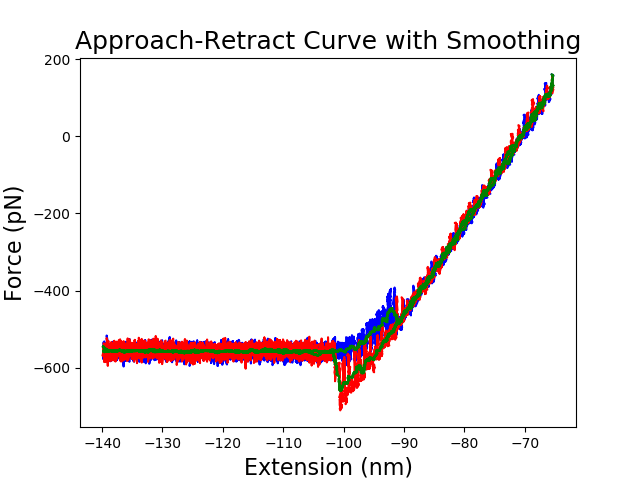 Approach-Retract Curve with Smoothing
200
0
−200
−400
−600
Force (pN)
−140 −130 −120 −110 −100 −90 −80 −70
Extension (nm)